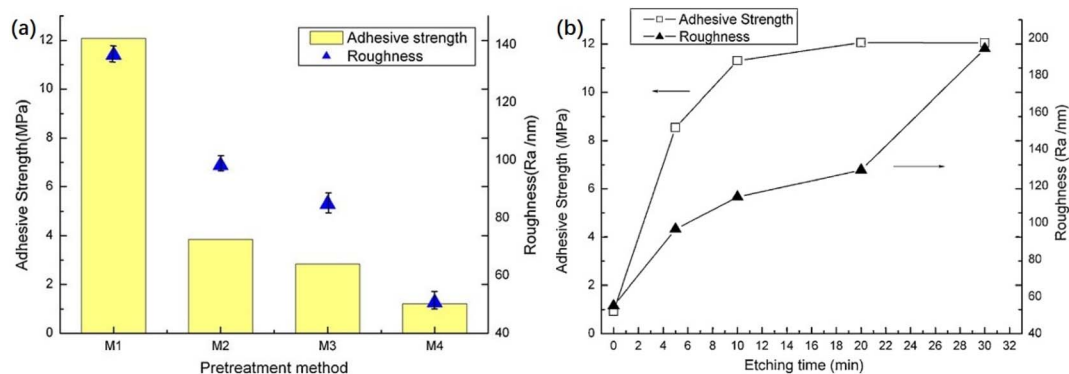 (a)
Adhesive strength
Roughness
12
10
8
6
4
2
0
Adhesive Strength(MPa)
140
120
100
80
60
40
Roughness(Ra /nm)
M1 M2 M3 M4
Pretreatment method
(b)
Adhesive Strength
Roughness
12
10
8
6
4
2
0
Adhesive Strength (MPa)
200
180
160
140
120
100
80
60
40
Roughness (Ra /nm)
0 2 4 6 8 10 12 14 16 18 20 22 24 26 28 30 32
Etching time (min)